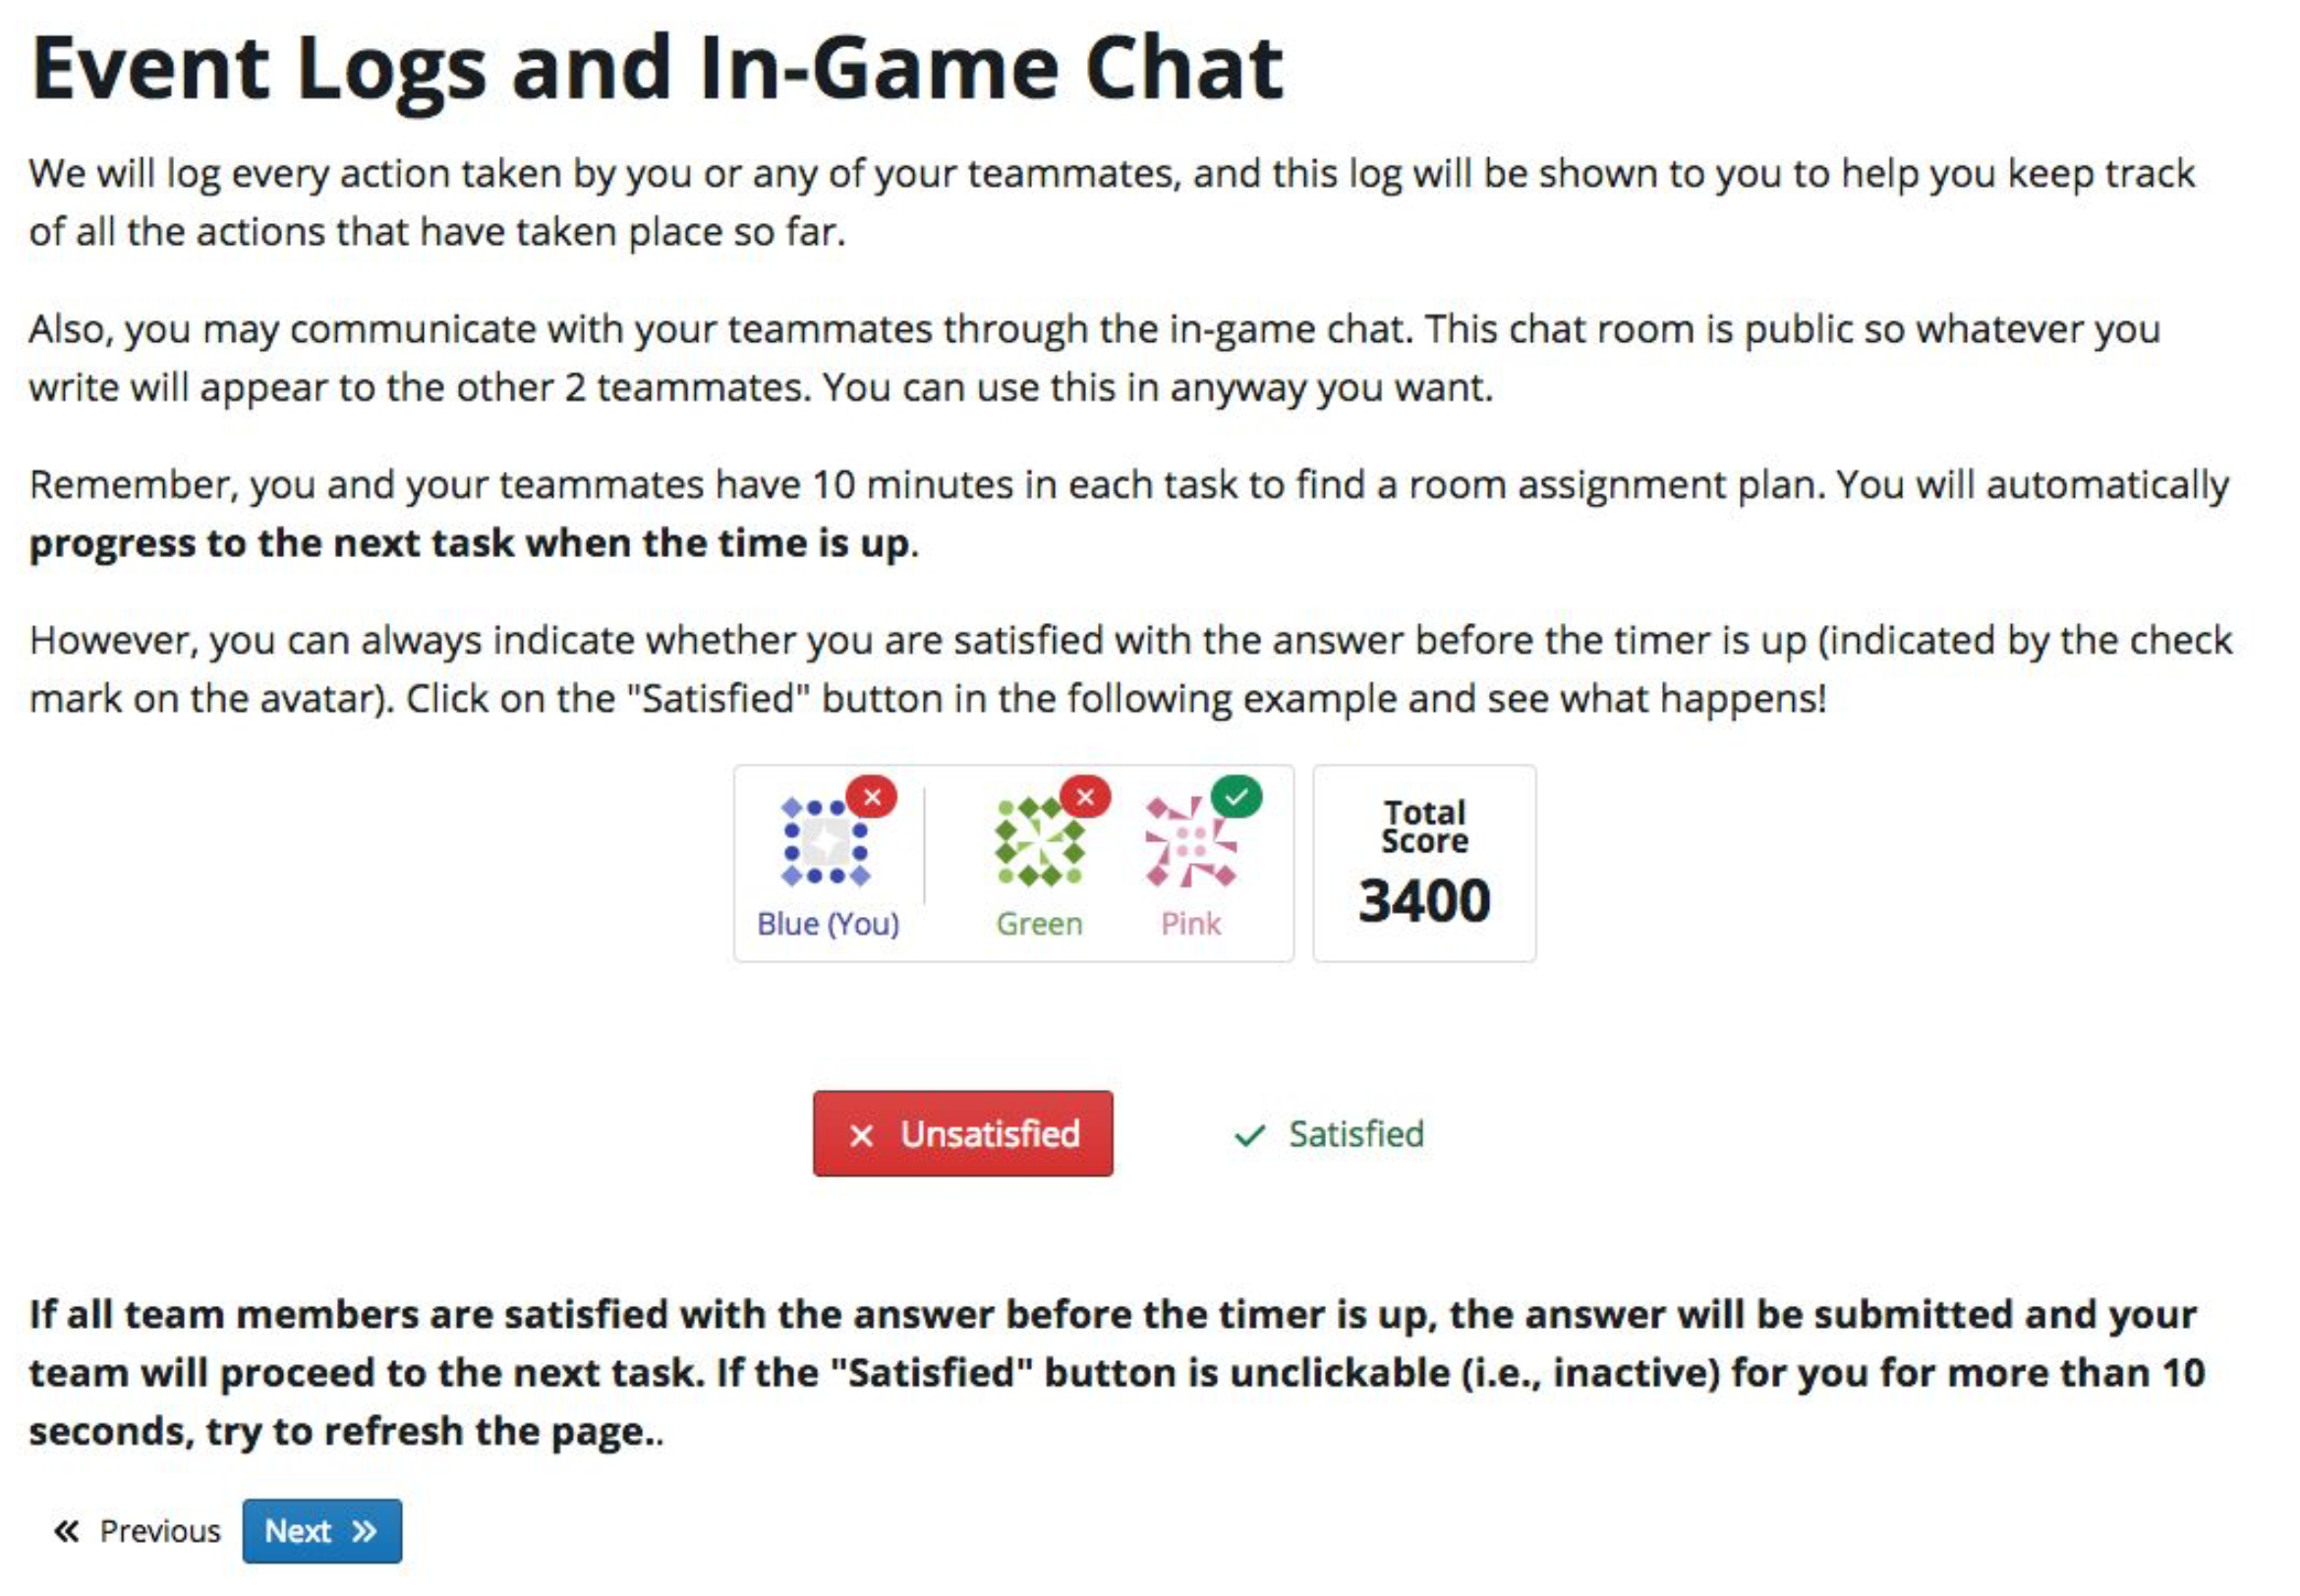 Event Logs and In-Game Chat
We will log every action taken by you or any of your teammates, and this log will be shown to you to help you keep track
of all the actions that have taken place so far.
Also, you may communicate with your teammates through the in-game chat. This chat room is public so whatever you
write will appear to the other 2 teammates. You can use this in anyway you want.
Remember, you and your teammates have 10 minutes in each task to find a room assignment plan. You will automatically
progress to the next task when the time is up.
However, you can always indicate whether you are satisfied with the answer before the timer is up (indicated by the check
mark on the avatar). Click on the "Satisfied" button in the following example and see what happens!
Blue (You)
Green
Pink
Total
Score
3400
Unsatisfied
Satisfied
If all team members are satisfied with the answer before the timer is up, the answer will be submitted and your
team will proceed to the next task. If the "Satisfied" button is unclickable (i.e., inactive) for you for more than 10
seconds, try to refresh the page..
« Previous
Next »